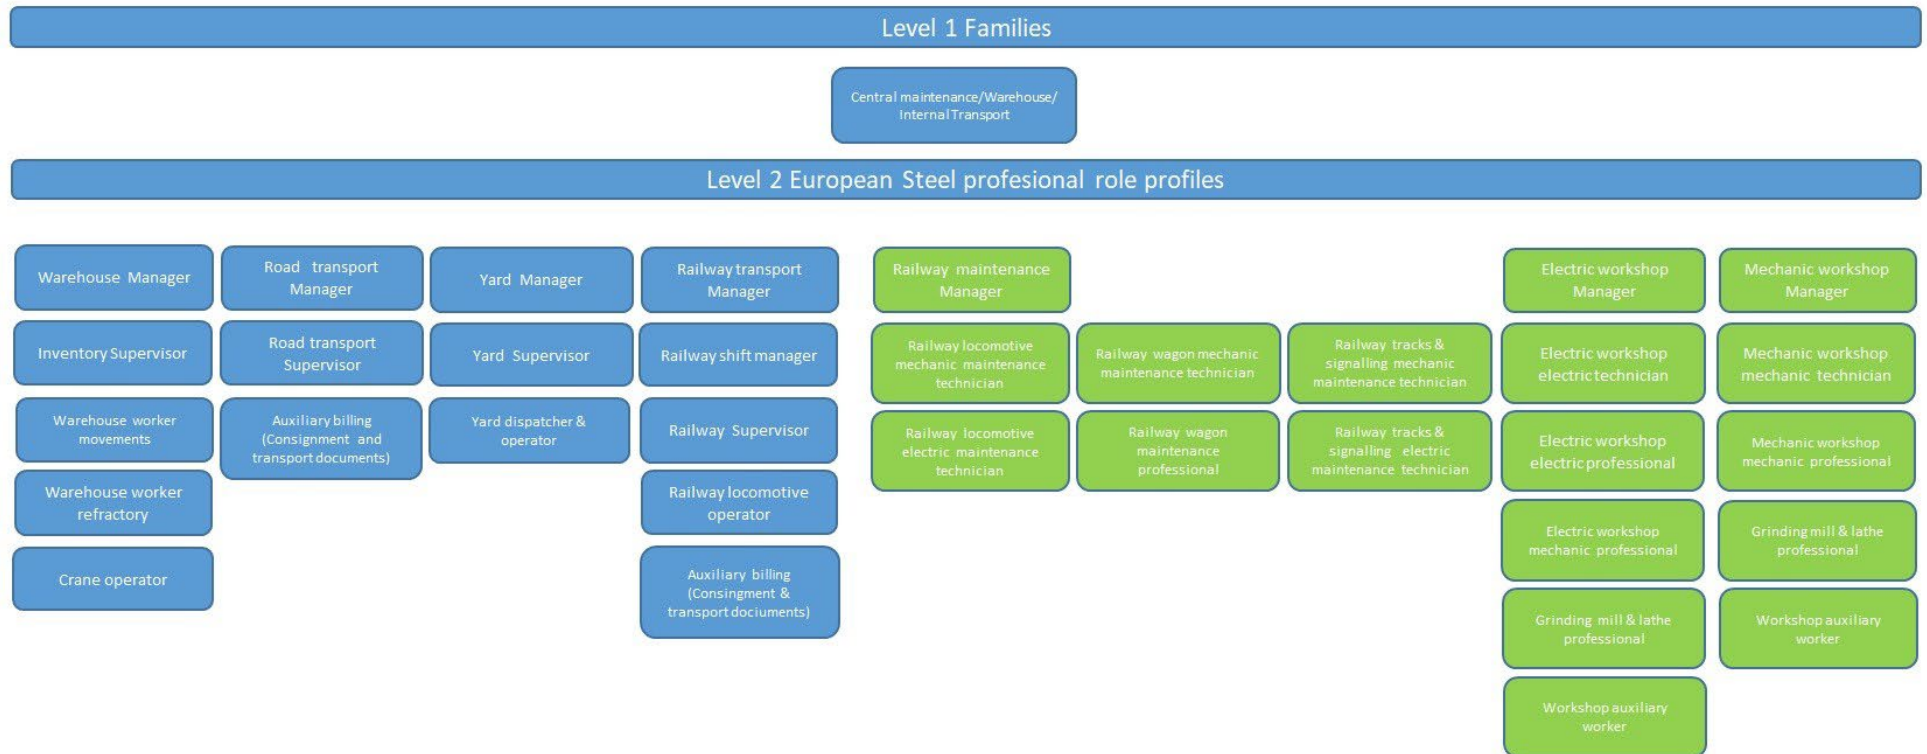 Level 1 Families
Central maintenance/Warehouse/
Internal Transport
Level 2 European Steel profesional role profiles
Warehouse Manager
Inventory Supervisor
Warehouse worker
movements
Warehouse worker
refractory
Crane operator
Road transport
Manager
Road transport
Supervisor
Auxiliary billing
(Consignment and
transport documents)
Yard Manager
Yard Supervisor
Yard dispatcher &
operator
Railway transport
Manager
Railway shift manager
Railway Supervisor
Railway locomotive
operator
Auxiliary billing
(Consingment &
transport dociuments)
Railway maintenance
Manager
Railway locomotive
mechanic maintenance
technician
Railway locomotive
electric maintenance
technician
Railway wagon mechanic
maintenance technician
Railway wagon
maintenance
professional
Railway tracks &
signalling mechanic
maintenance technician
Railway tracks &
signalling electric
maintenance technician
Electric workshop
Manager
Electric workshop
electric technician
Electric workshop
electric professional
Electric workshop
mechanic professional
Grinding mill & lathe
professional
Workshop auxiliary
worker
Mechanic workshop
Manager
Mechanic workshop
mechanic technician
Mechanic workshop
mechanic professional
Grinding mill & lathe
professional
Workshop auxiliary
worker